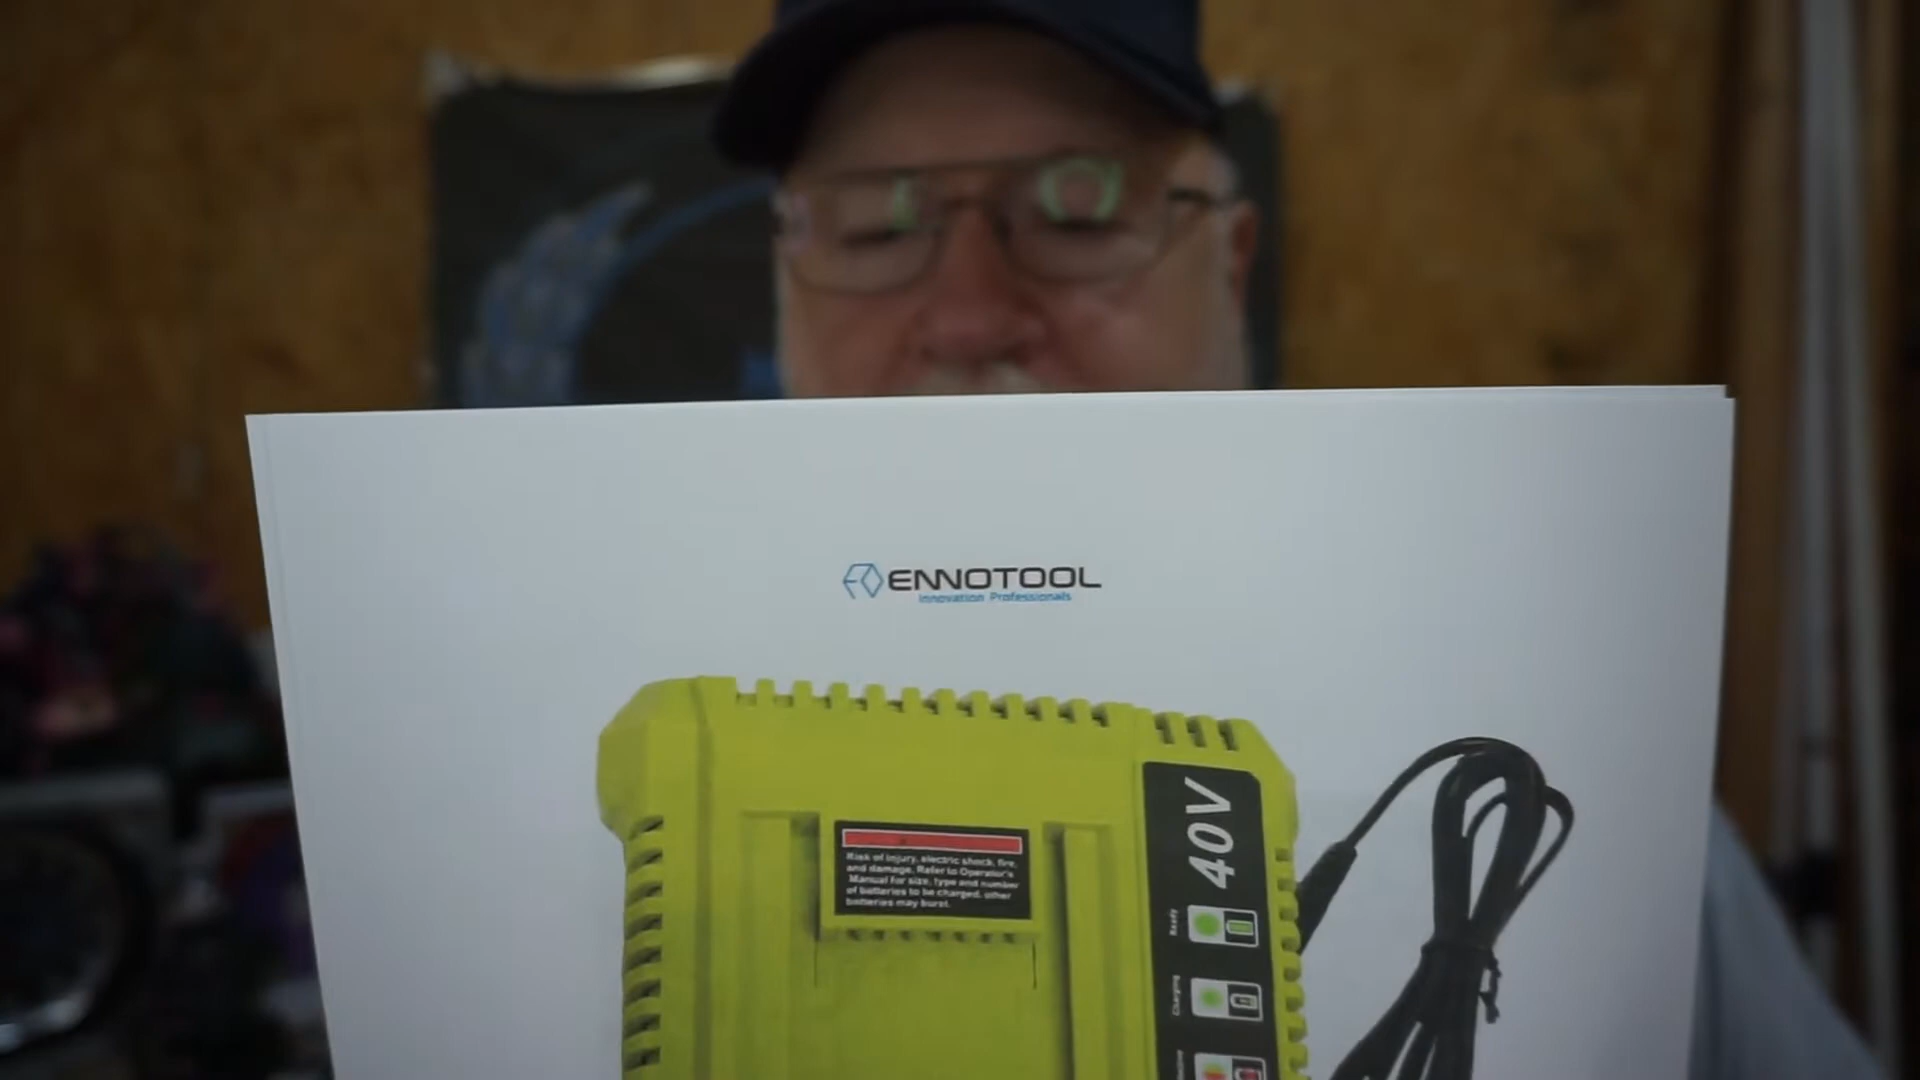 ENNOTOOL
Innovation Professionals
Risk of injury, electric shock, fire,
and damage, Refer to Operator's
Manual for size, type and number
of batteries to be charged, other
batteries may burst.
40V
Ready
Charging